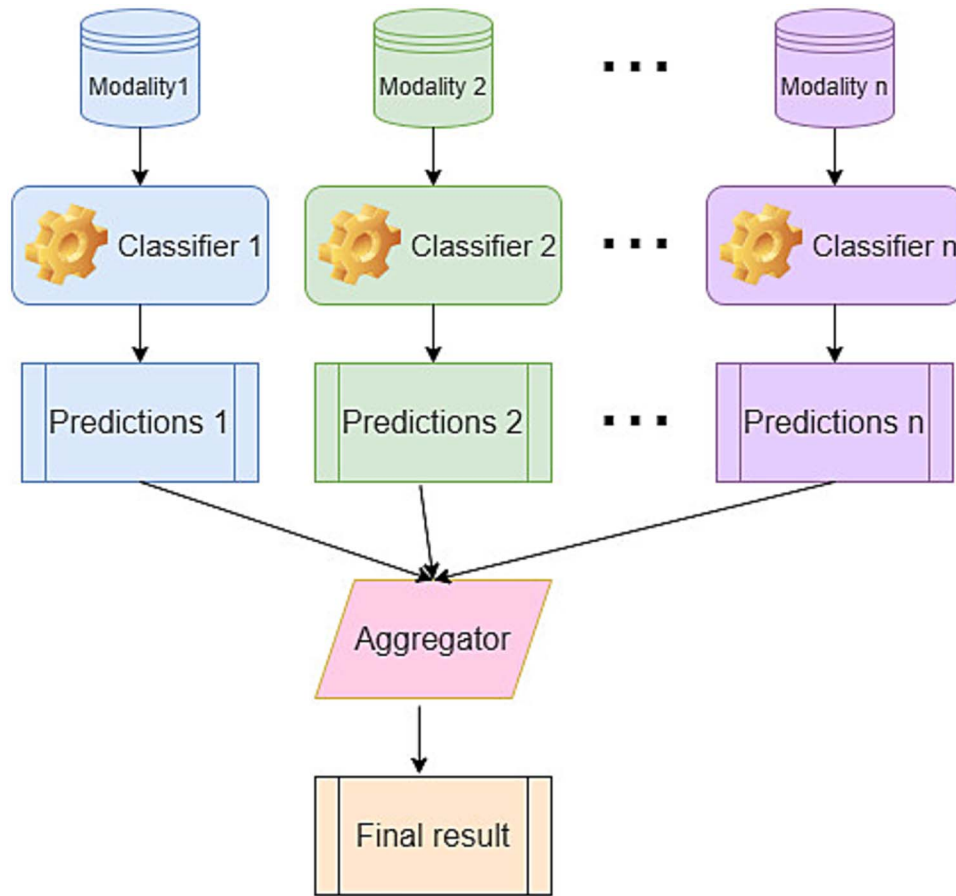 Modality1
Modality 2
...
Modality n
Classifier 1
Classifier 2
...
Classifier n
Predictions 1
Predictions 2
...
Predictions n
Aggregator
Final result